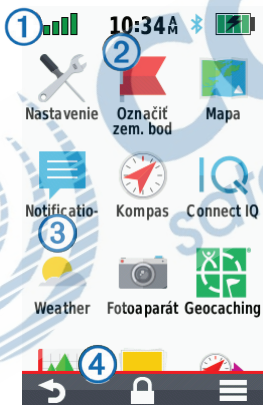 1 10:34 AM
2
Nastavenie Označiť Mapa
zem. bod
Notificatio- Kompas Connect IQ
3
Weather Fotoaparát Geocaching
4